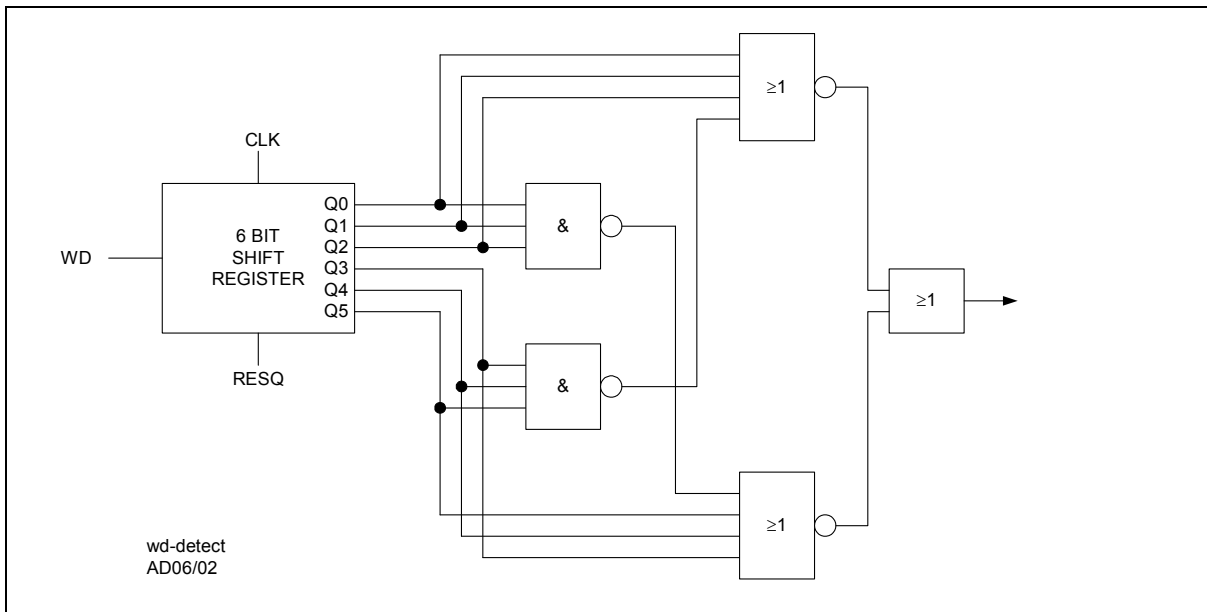 CLK
WD
6 BIT
SHIFT
REGISTER
Q0
Q1
Q2
Q3
Q4
Q5
RESQ
&
&
≥1
≥1
≥1
wd-detect
AD06/02